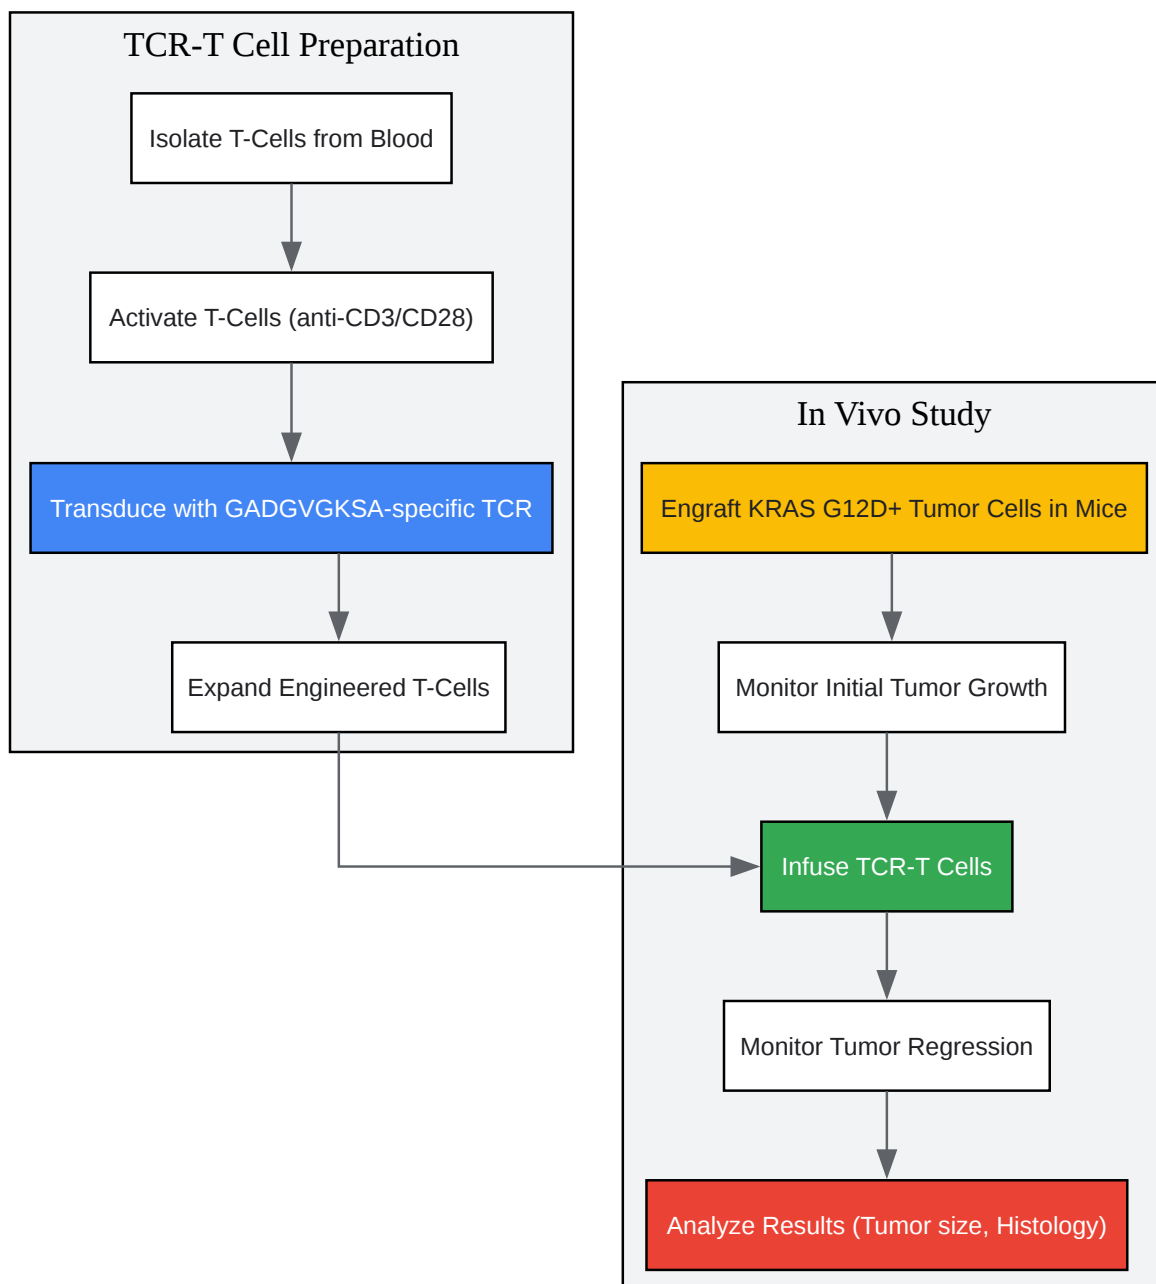 TCR-T Cell Preparation
Isolate T-Cells from Blood
Activate T-Cells (anti-CD3/CD28)
Transduce with GADGVGKSA-specific TCR
Expand Engineered T-Cells
In Vivo Study
Engraft KRAS G12D+ Tumor Cells in Mice
Monitor Initial Tumor Growth
Infuse TCR-T Cells
Monitor Tumor Regression
Analyze Results (Tumor size, Histology)